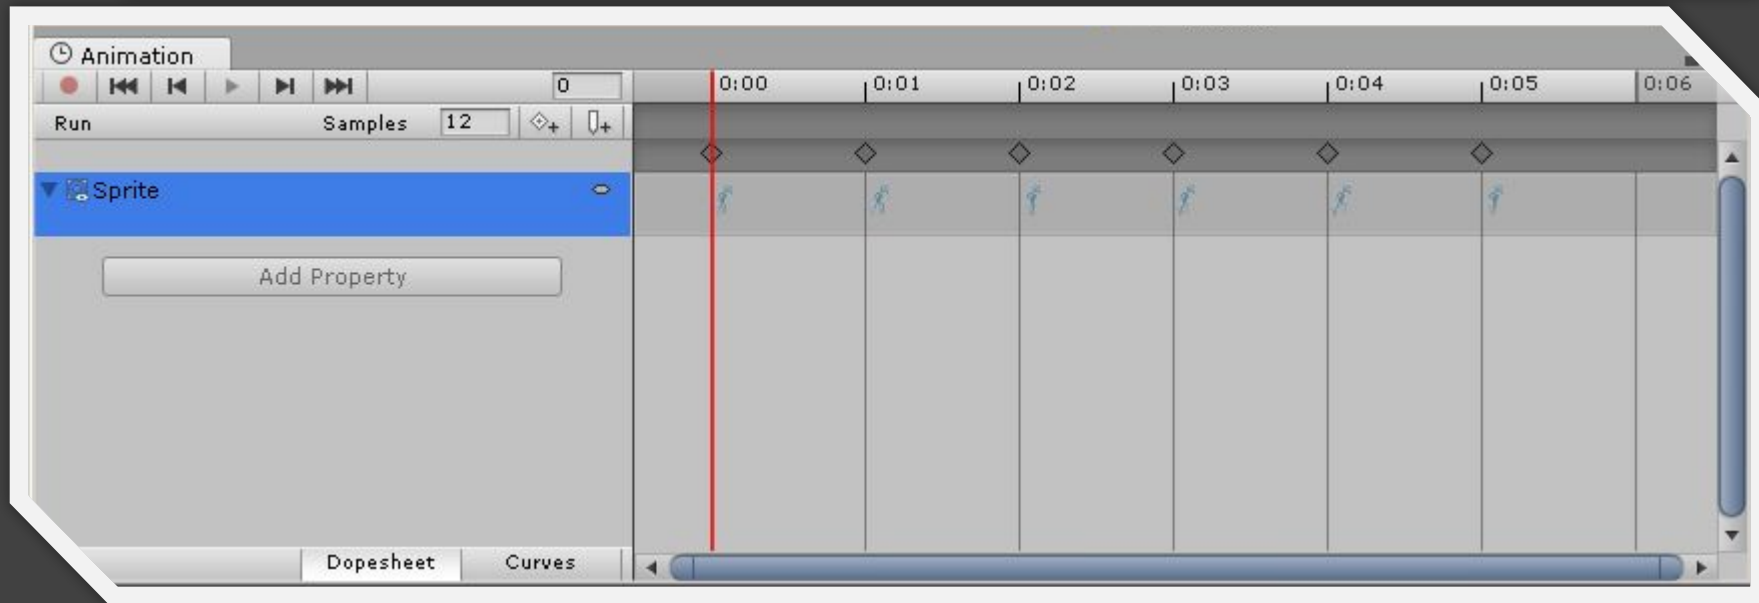 Animation
0 0:00 0:01 0:02 0:03 0:04 0:05 0:06
Run Samples 12
Sprite
Add Property
Dopesheet Curves